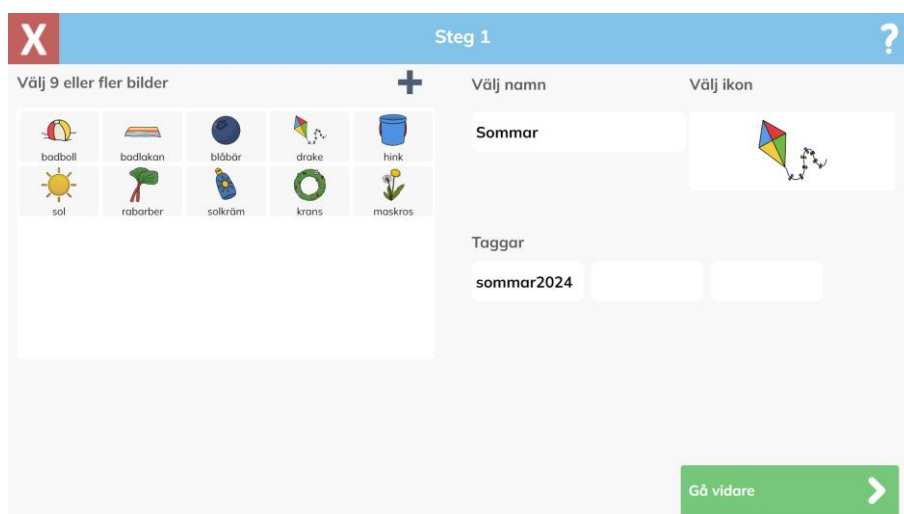 X
Steg 1
?
Välj 9 eller fler bilder
+
badboll badlakan blåbär drake hink
sol rabarber solkräm krans maskros
Välj namn
Sommar
Välj ikon
Taggar
sommar2024
Gå vidare